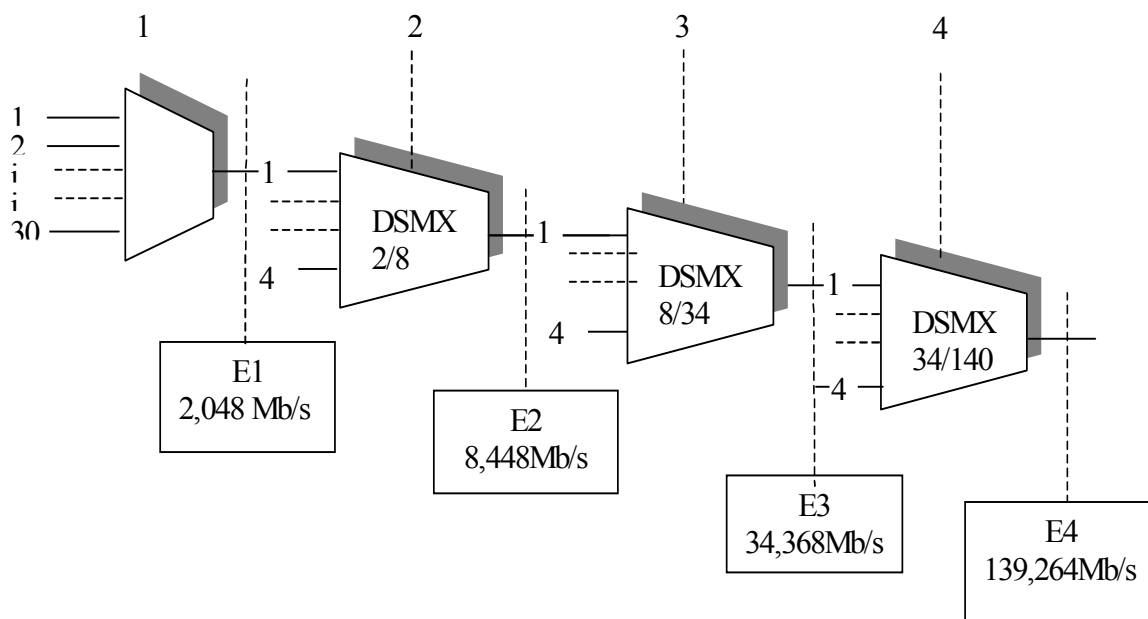 1
2
3
4
1
2
i
i
30
1
4
DSMX
2/8
1
4
DSMX
8/34
1
4
DSMX
34/140
E1
2,048 Mb/s
E2
8,448Mb/s
E3
34,368Mb/s
E4
139,264Mb/s